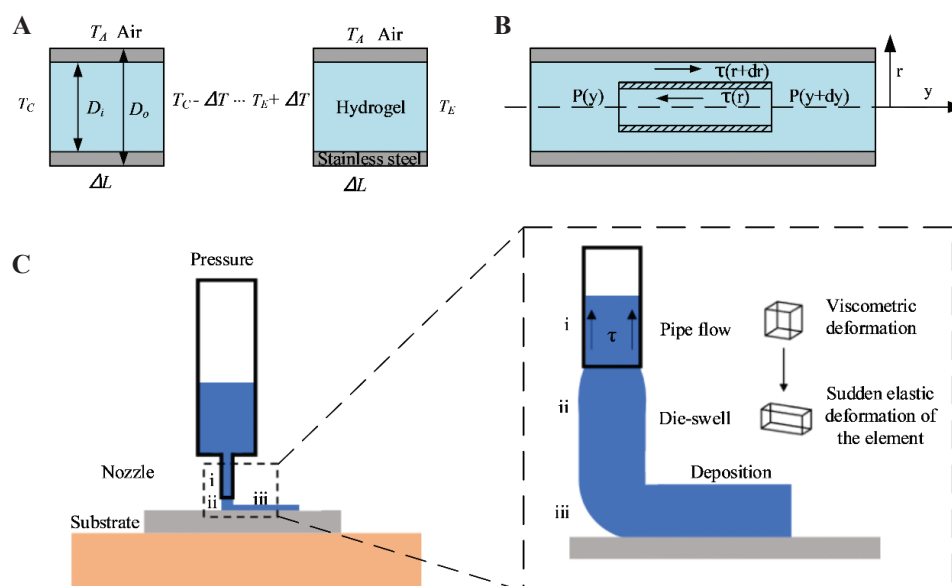 A
T_A Air
T_C
D_i
D_o
T_C - ΔT ... T_E + ΔT
ΔL
T_A Air
Hydrogel
Stainless steel
T_E
ΔL
B
τ(r+dr)
P(y)
τ(r)
P(y+dy)
r
y
C
Pressure
Nozzle
i
ii
iii
Substrate
i
τ
Pipe flow
Viscometric
deformation
ii
Die-swell
Sudden elastic
deformation of
the element
Deposition
iii